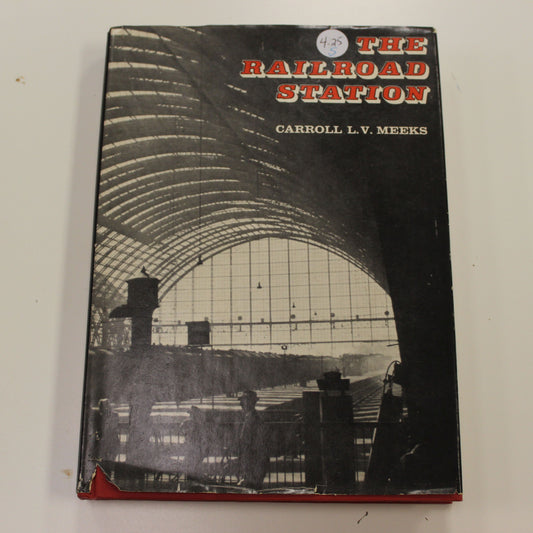 4.25
S
THE
RAILROAD
STATION
CARROLL L. V. MEEKS